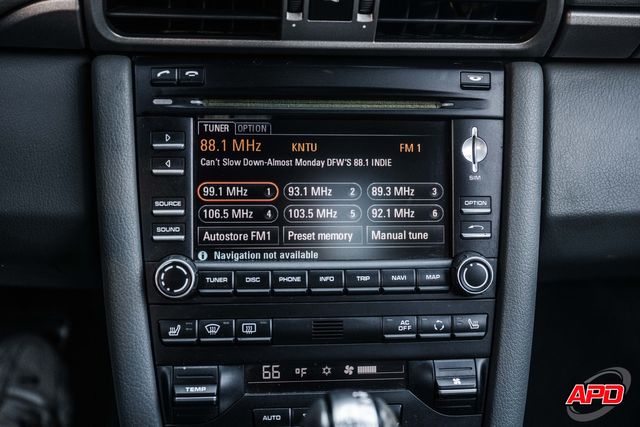 TUNER OPTION
88.1 MHz KNTU FM 1
Can't Slow Down-Almost Monday DFW'S 88.1 INDIE
99.1 MHz 1 93.1 MHz 2 89.3 MHz 3
106.5 MHz 4 103.5 MHz 5 92.1 MHz 6
Autostore FM1 Preset memory Manual tune
i Navigation not available
SIM
SOURCE OPTION
SOUND
TUNER DISC PHONE INFO TRIP NAVI MAP
AC OFF
66 °F
TEMP
AUTO
APD